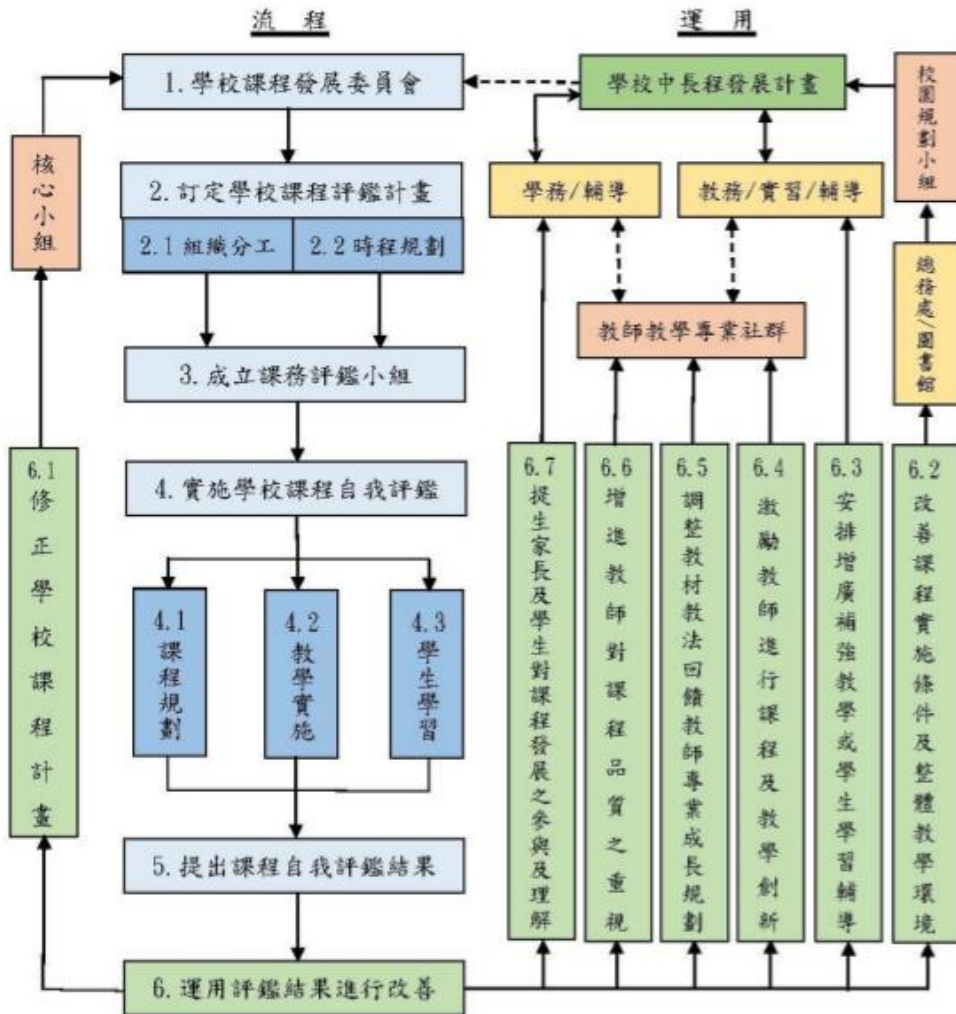 流程
運用
1.學校課程發展委員會
學校中長程發展計畫
校園規劃小組
核心小組
2.訂定學校課程評鑑計畫
2.1組織分工
2.2時程規劃
學務/輔導
教務/實習/輔導
總務處/圖書館
教師教學專業社群
3.成立課務評鑑小組
4.實施學校課程自我評鑑
4.1課程規劃
4.2教學實施
4.3學生學習
5.提出課程自我評鑑結果
6.運用評鑑結果進行改善
6.1修正學校課程計畫
6.7提生家長及學生對課程發展之參與及理解
6.6增進教師對課程品質之重視
6.5調整教材教法回饋教師專業成長規劃
6.4激勵教師進行課程及教學創新
6.3安排增廣補強教學或學生學習輔導
6.2改善課程實施條件及整體教學環境